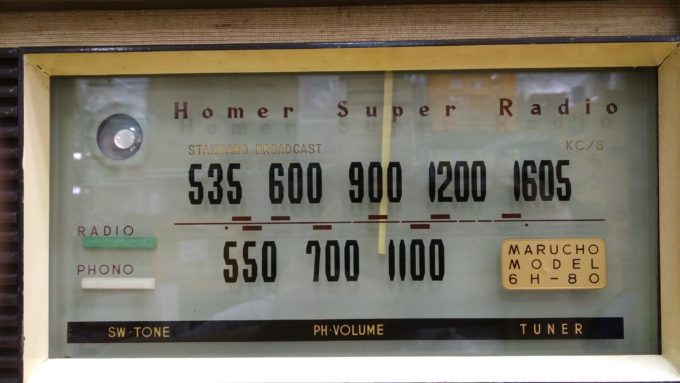 Homer Super Radio
STANDARD BROADCAST KC/S
535 600 900 1200 1605
RADIO
550 700 1100
PHONO
MARUCHO
MODEL
6H-80
SW·TONE PH·VOLUME TUNER